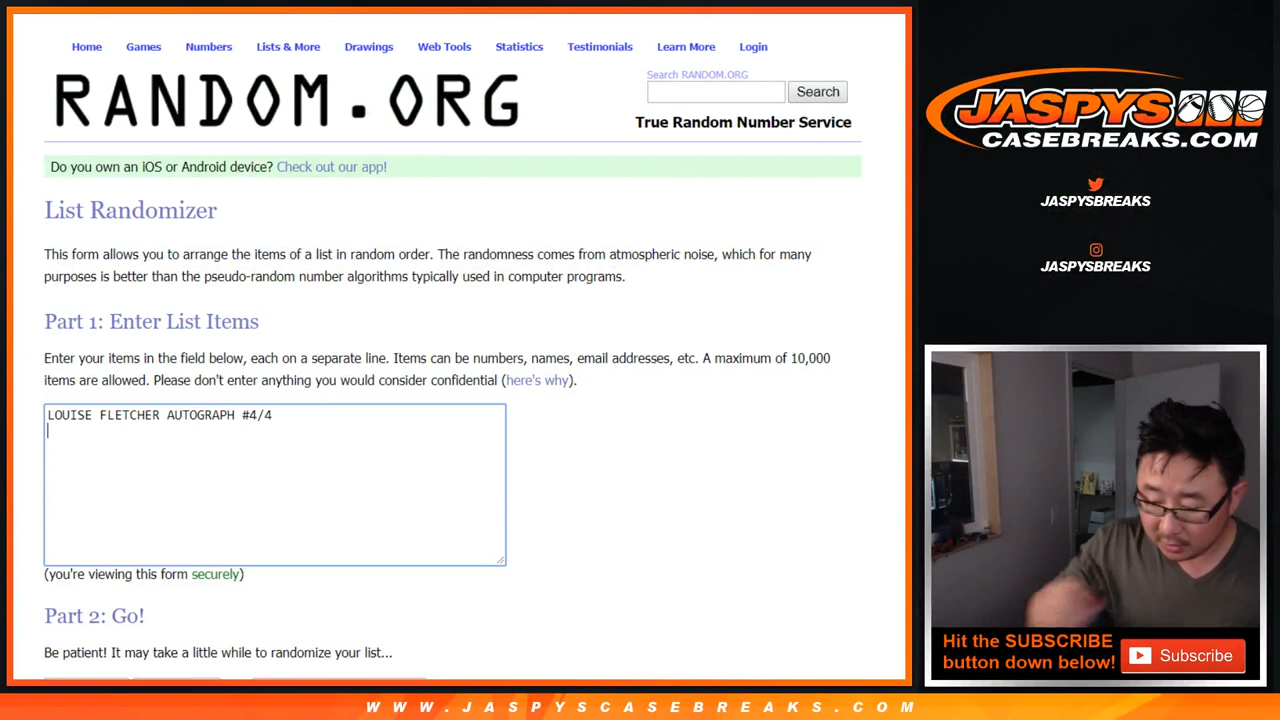 Home Games Numbers Lists & More Drawings Web Tools Statistics Testimonials Learn More Login
RANDOM.ORG
Search RANDOM.ORG
Search
True Random Number Service
Do you own an iOS or Android device? Check out our app!
List Randomizer
This form allows you to arrange the items of a list in random order. The randomness comes from atmospheric noise, which for many
purposes is better than the pseudo-random number algorithms typically used in computer programs.
Part 1: Enter List Items
Enter your items in the field below, each on a separate line. Items can be numbers, names, email addresses, etc. A maximum of 10,000
items are allowed. Please don't enter anything you would consider confidential (here's why).
LOUISE FLETCHER AUTOGRAPH #4/4
(you're viewing this form securely)
Part 2: Go!
Be patient! It may take a little while to randomize your list...
JASPYS
CASEBREAKS.COM
JASPYSBREAKS
JASPYSBREAKS
Hit the SUBSCRIBE
button down below!
Subscribe
WWW.JASPYSCASEBREAKS.COM